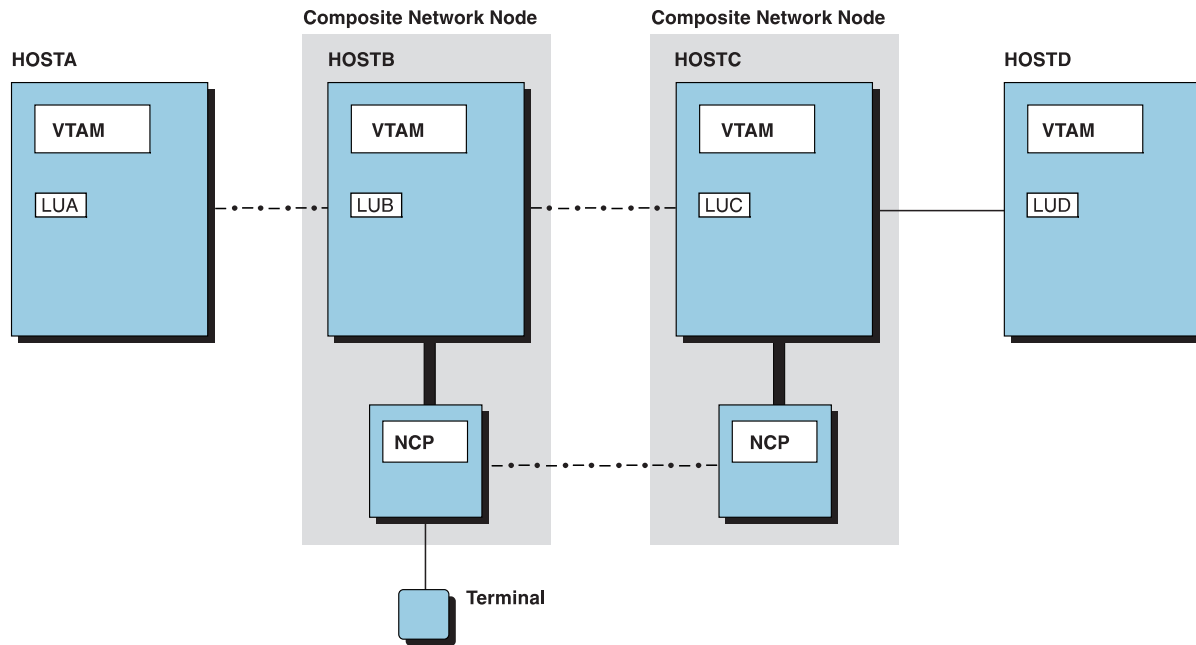 Composite Network Node
Composite Network Node
HOSTA
HOSTB
HOSTC
HOSTD
VTAM
VTAM
VTAM
VTAM
LUA
LUB
LUC
LUD
NCP
NCP
Terminal